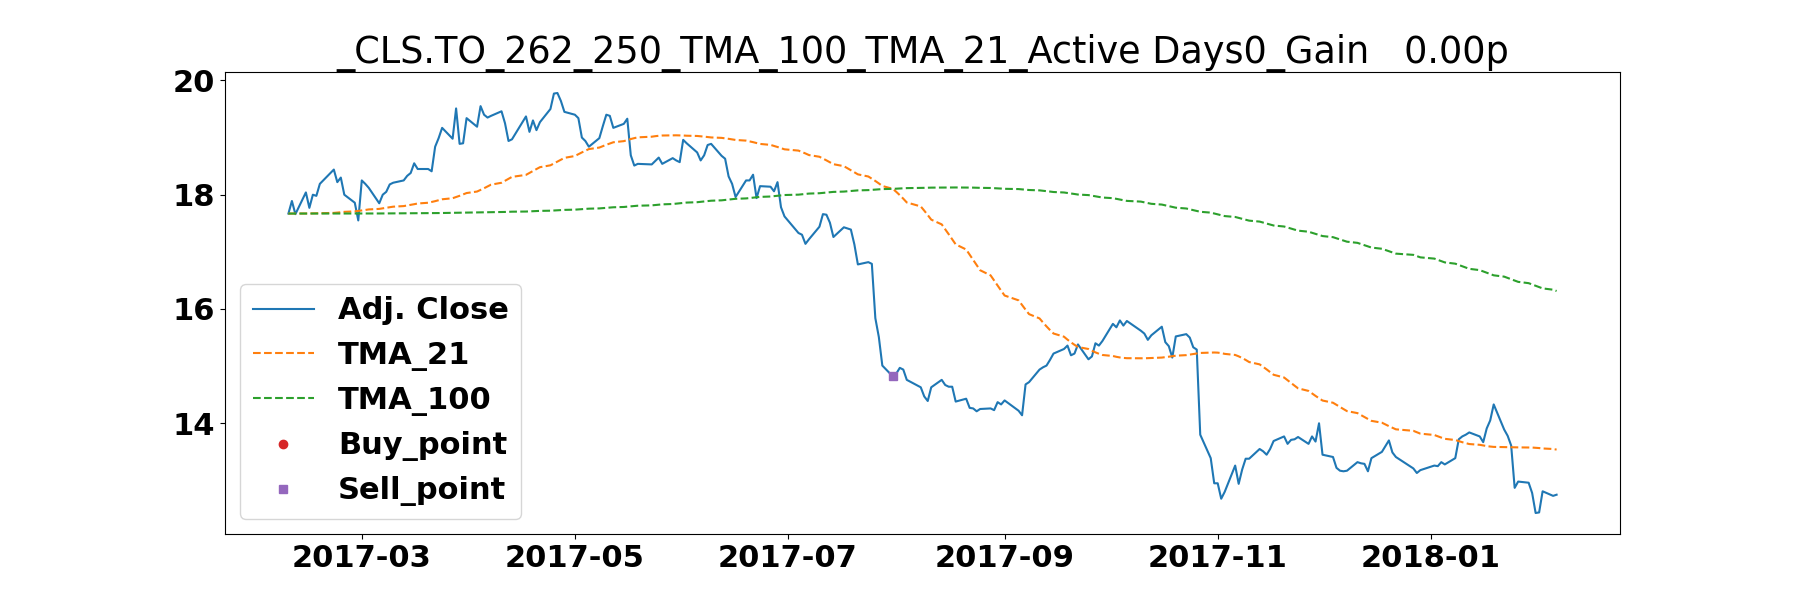 _CLS.TO_262_250_TMA_100_TMA_21_Active Days0_Gain   0.00p
20
18
16
14
Adj. Close
TMA_21
TMA_100
Buy_point
Sell_point
2017-03 2017-05 2017-07 2017-09 2017-11 2018-01